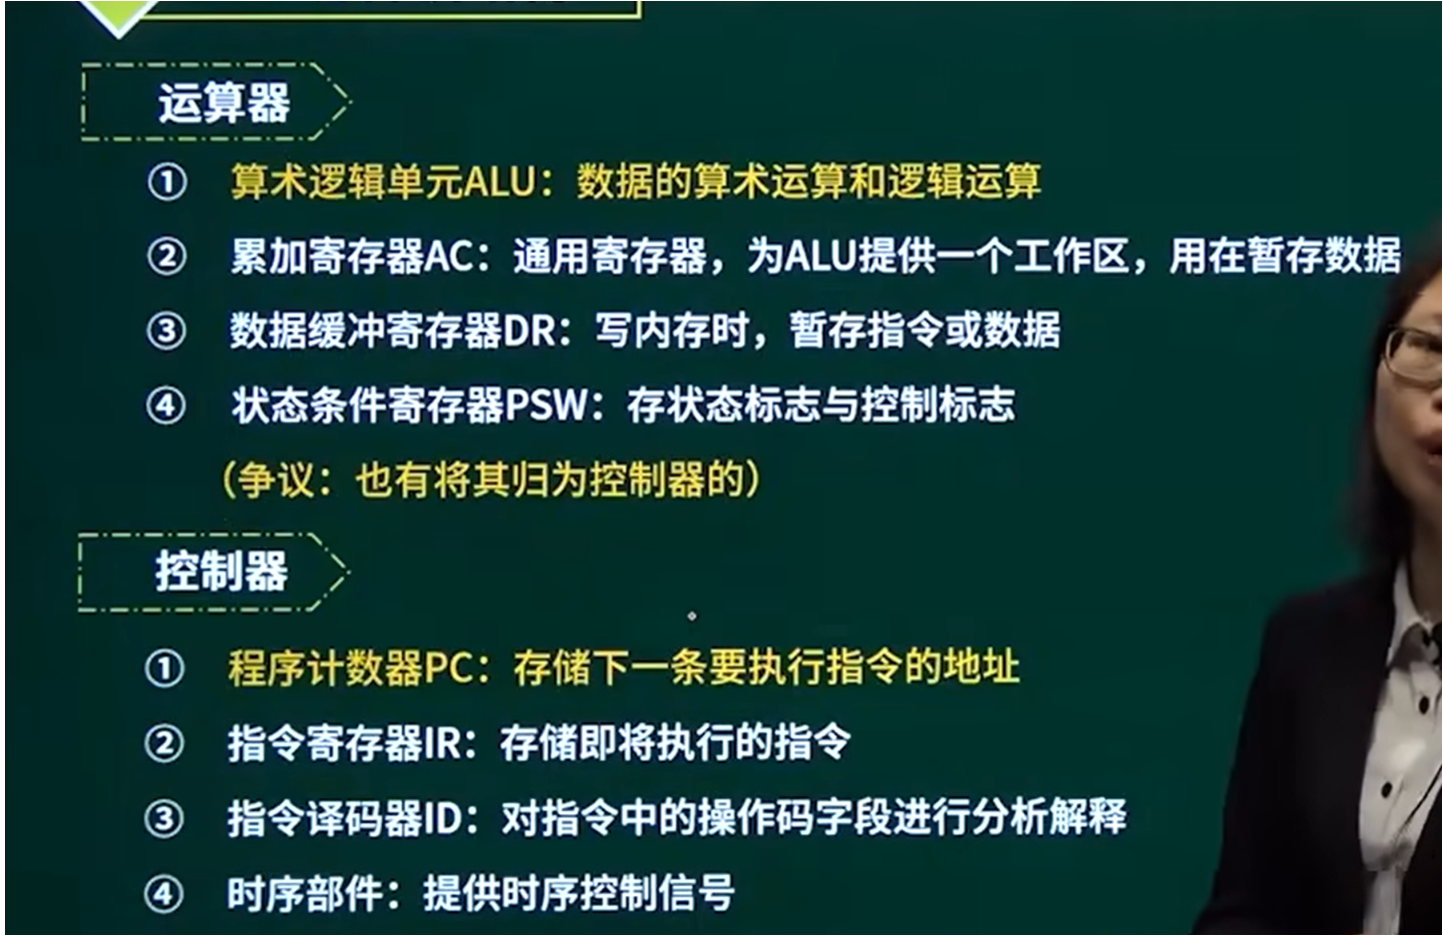 运算器
① 算术逻辑单元ALU：数据的算术运算和逻辑运算
② 累加寄存器AC：通用寄存器，为ALU提供一个工作区，用在暂存数据
③ 数据缓冲寄存器DR：写内存时，暂存指令或数据
④ 状态条件寄存器PSW：存状态标志与控制标志
（争议：也有将其归为控制器的）
控制器
① 程序计数器PC：存储下一条要执行指令的地址
② 指令寄存器IR：存储即将执行的指令
③ 指令译码器ID：对指令中的操作码字段进行分析解释
④ 时序部件：提供时序控制信号